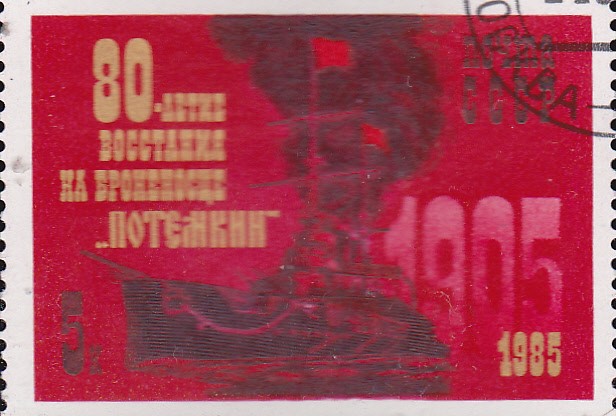 80-ЛЕТИЕ
ВОССТАНИЯ
НА БРОНЕНОСЦЕ
„ПОТЕМКИН"
ПОЧТА
СССР
1905
5К
1985